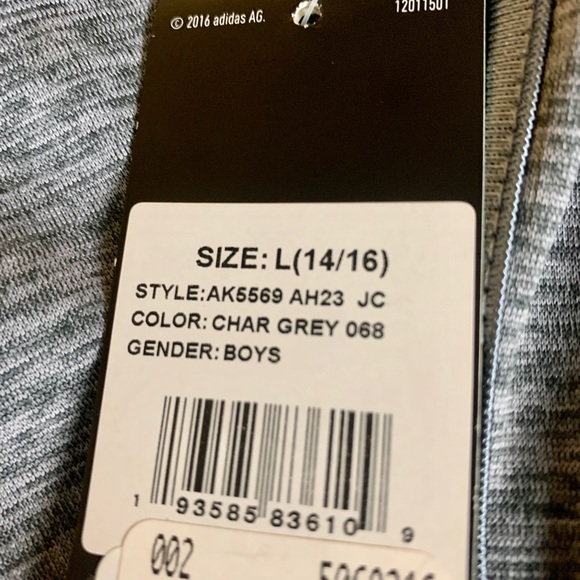 © 2016 adidas AG.
12011501
SIZE: L(14/16)
STYLE:AK5569 AH23 JC
COLOR: CHAR GREY 068
GENDER: BOYS
1 93585 83610 9
002